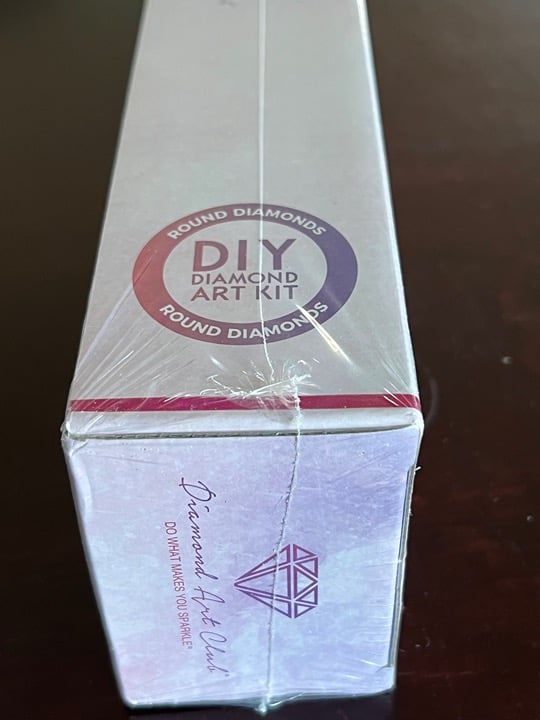 ROUND DIAMONDS
DIY
DIAMOND
ART KIT
ROUND DIAMONDS
Diamond Art Club®
DO WHAT MAKES YOU SPARKLE®